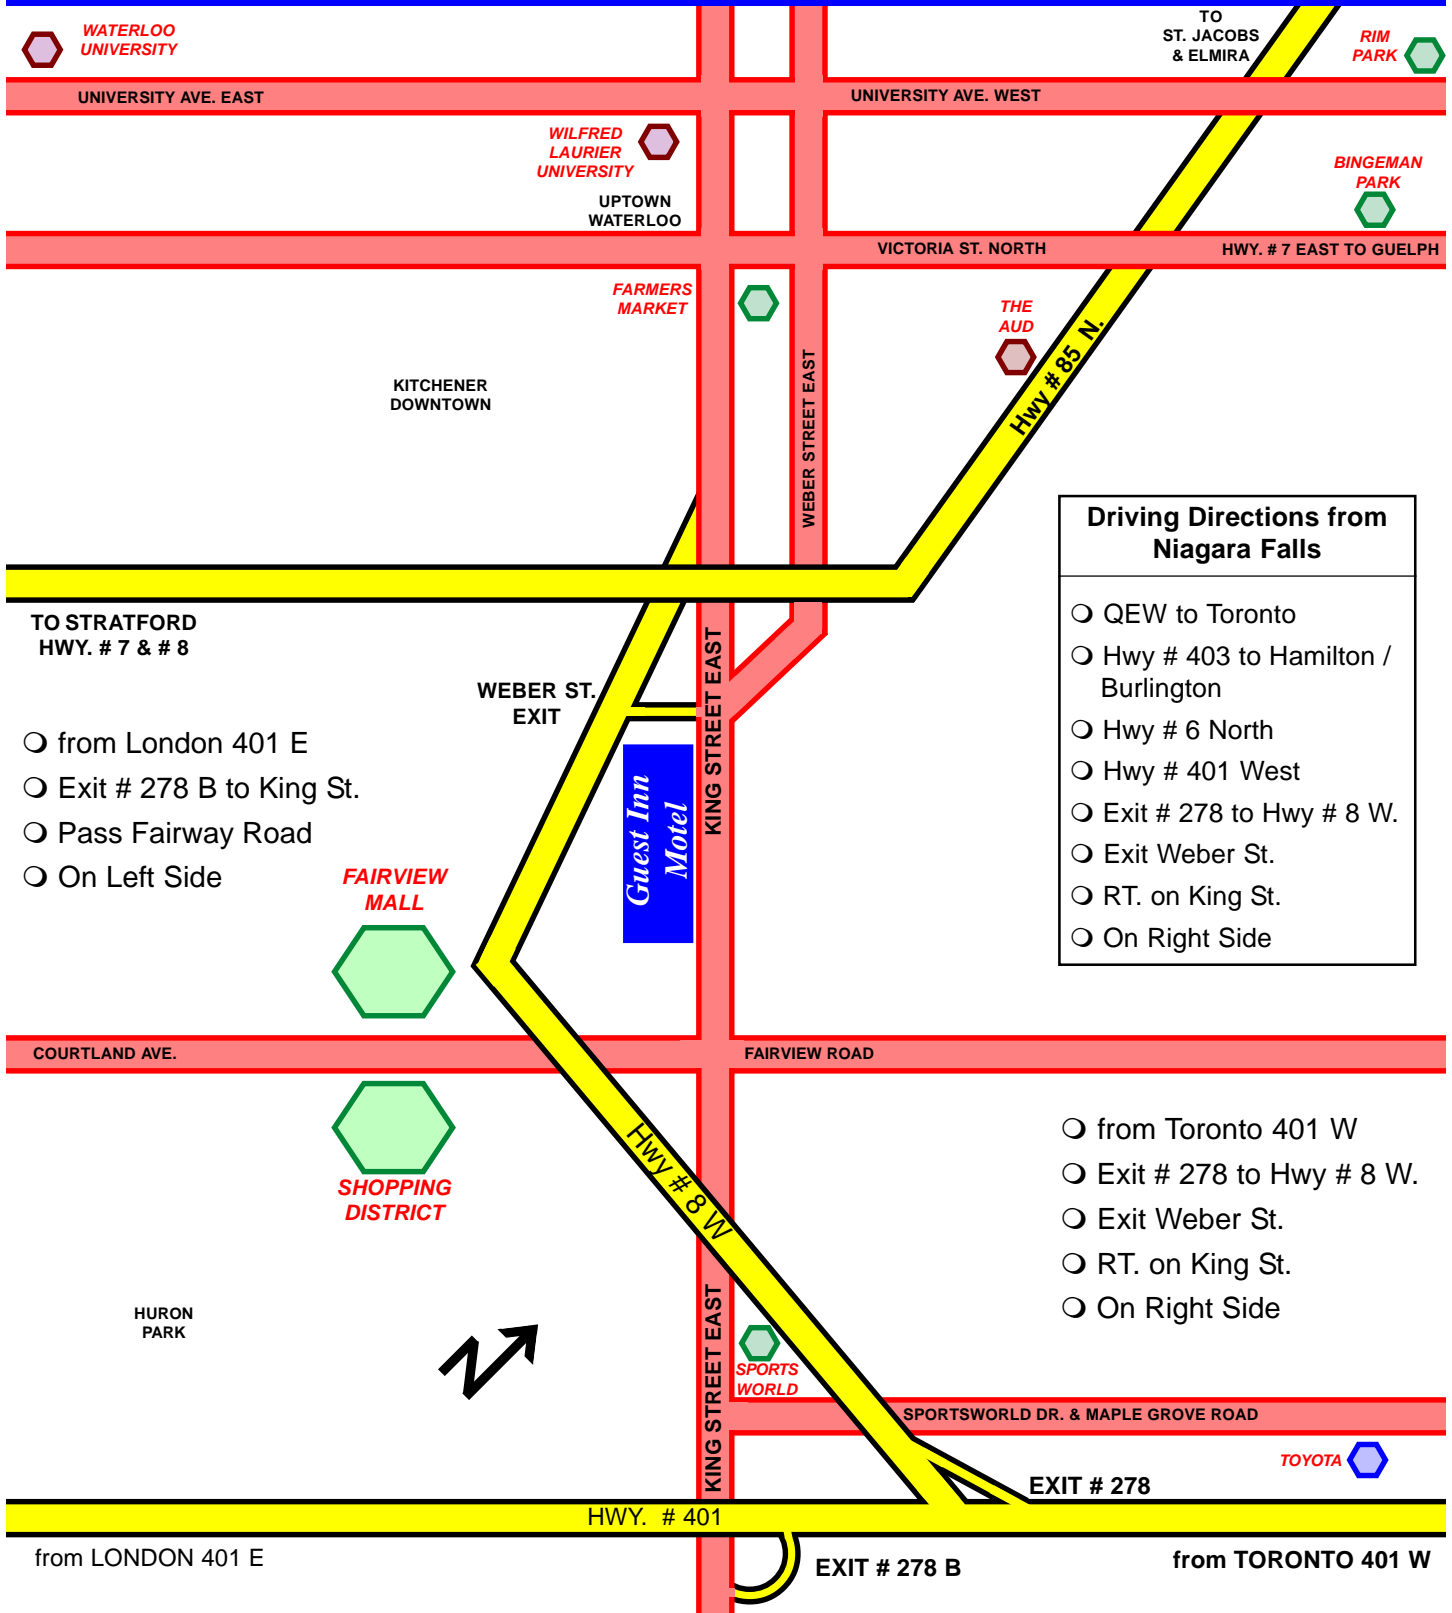 WATERLOO
UNIVERSITY
TO
ST. JACOBS
& ELMIRA
RIM
PARK
UNIVERSITY AVE. EAST
UNIVERSITY AVE. WEST
WILFRED
LAURIER
UNIVERSITY
UPTOWN
WATERLOO
BINGEMAN
PARK
VICTORIA ST. NORTH
HWY. # 7 EAST TO GUELPH
FARMERS
MARKET
THE
AUD
Hwy # 85 N.
KITCHENER
DOWNTOWN
WEBER STREET EAST
Driving Directions from
Niagara Falls
❍ QEW to Toronto
❍ Hwy # 403 to Hamilton /
Burlington
❍ Hwy # 6 North
❍ Hwy # 401 West
❍ Exit # 278 to Hwy # 8 W.
❍ Exit Weber St.
❍ RT. on King St.
❍ On Right Side
TO STRATFORD
HWY. # 7 & # 8
WEBER ST.
EXIT
KING STREET EAST
Guest Inn
Motel
❍ from London 401 E
❍ Exit # 278 B to King St.
❍ Pass Fairway Road
❍ On Left Side
FAIRVIEW
MALL
COURTLAND AVE.
FAIRVIEW ROAD
SHOPPING
DISTRICT
Hwy # 8 W
❍ from Toronto 401 W
❍ Exit # 278 to Hwy # 8 W.
❍ Exit Weber St.
❍ RT. on King St.
❍ On Right Side
HURON
PARK
N
KING STREET EAST
SPORTS
WORLD
SPORTSWORLD DR. & MAPLE GROVE ROAD
TOYOTA
EXIT # 278
HWY. # 401
from LONDON 401 E
EXIT # 278 B
from TORONTO 401 W